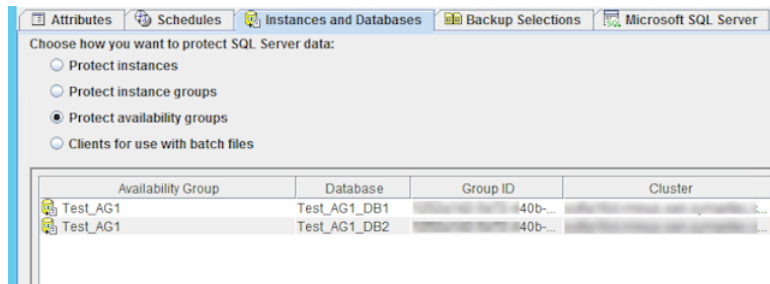 Attributes Schedules Instances and Databases Backup Selections Microsoft SQL Server
Choose how you want to protect SQL Server data:
Protect instances
Protect instance groups
Protect availability groups
Clients for use with batch files
Availability Group Database Group ID Cluster
Test_AG1 Test_AG1_DB1 40b-...
Test_AG1 Test_AG1_DB2 40b-...